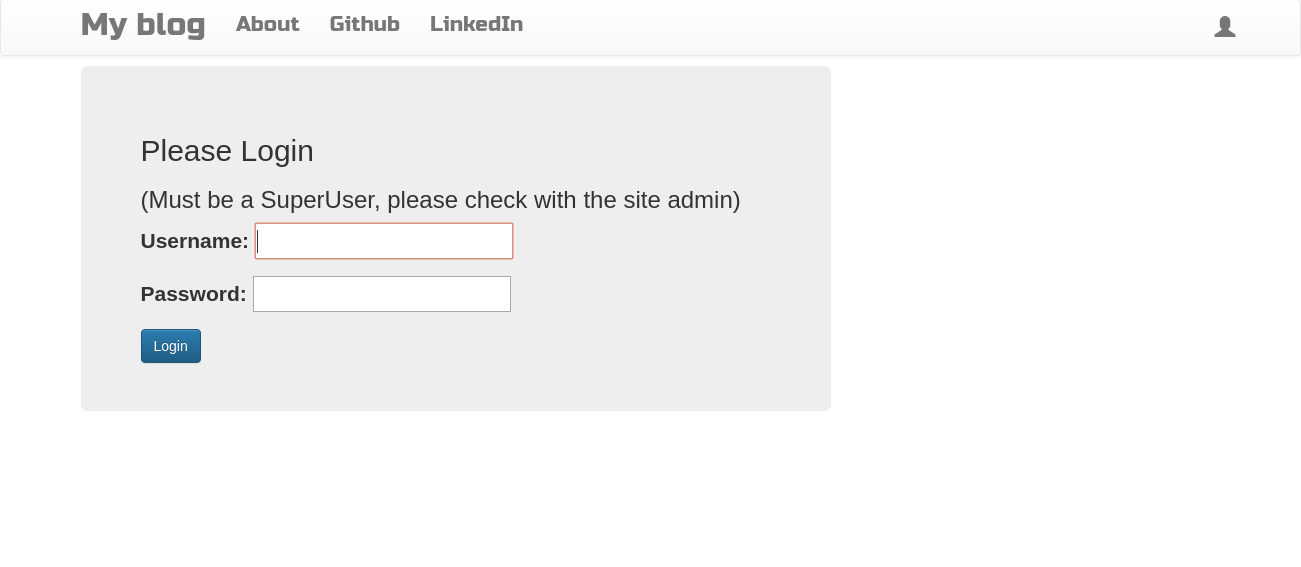 My blog About Github LinkedIn
Please Login
(Must be a SuperUser, please check with the site admin)
Username:
Password:
Login